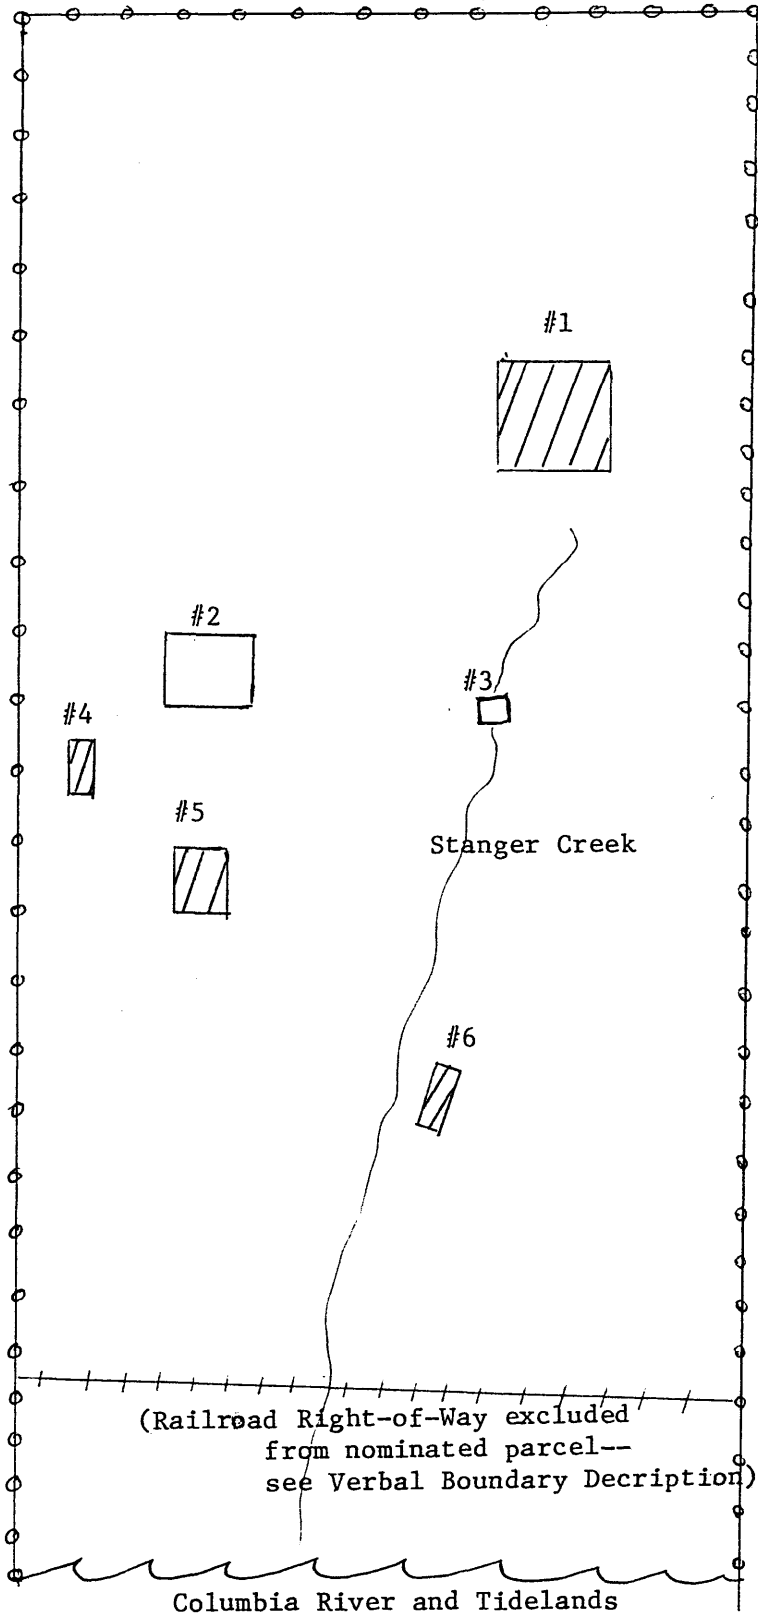 #1
#2
#3
#4
#5
Stanger Creek
#6
(Railroad Right-of-Way excluded
from nominated parcel--
see Verbal Boundary Decription)
Columbia River and Tidelands